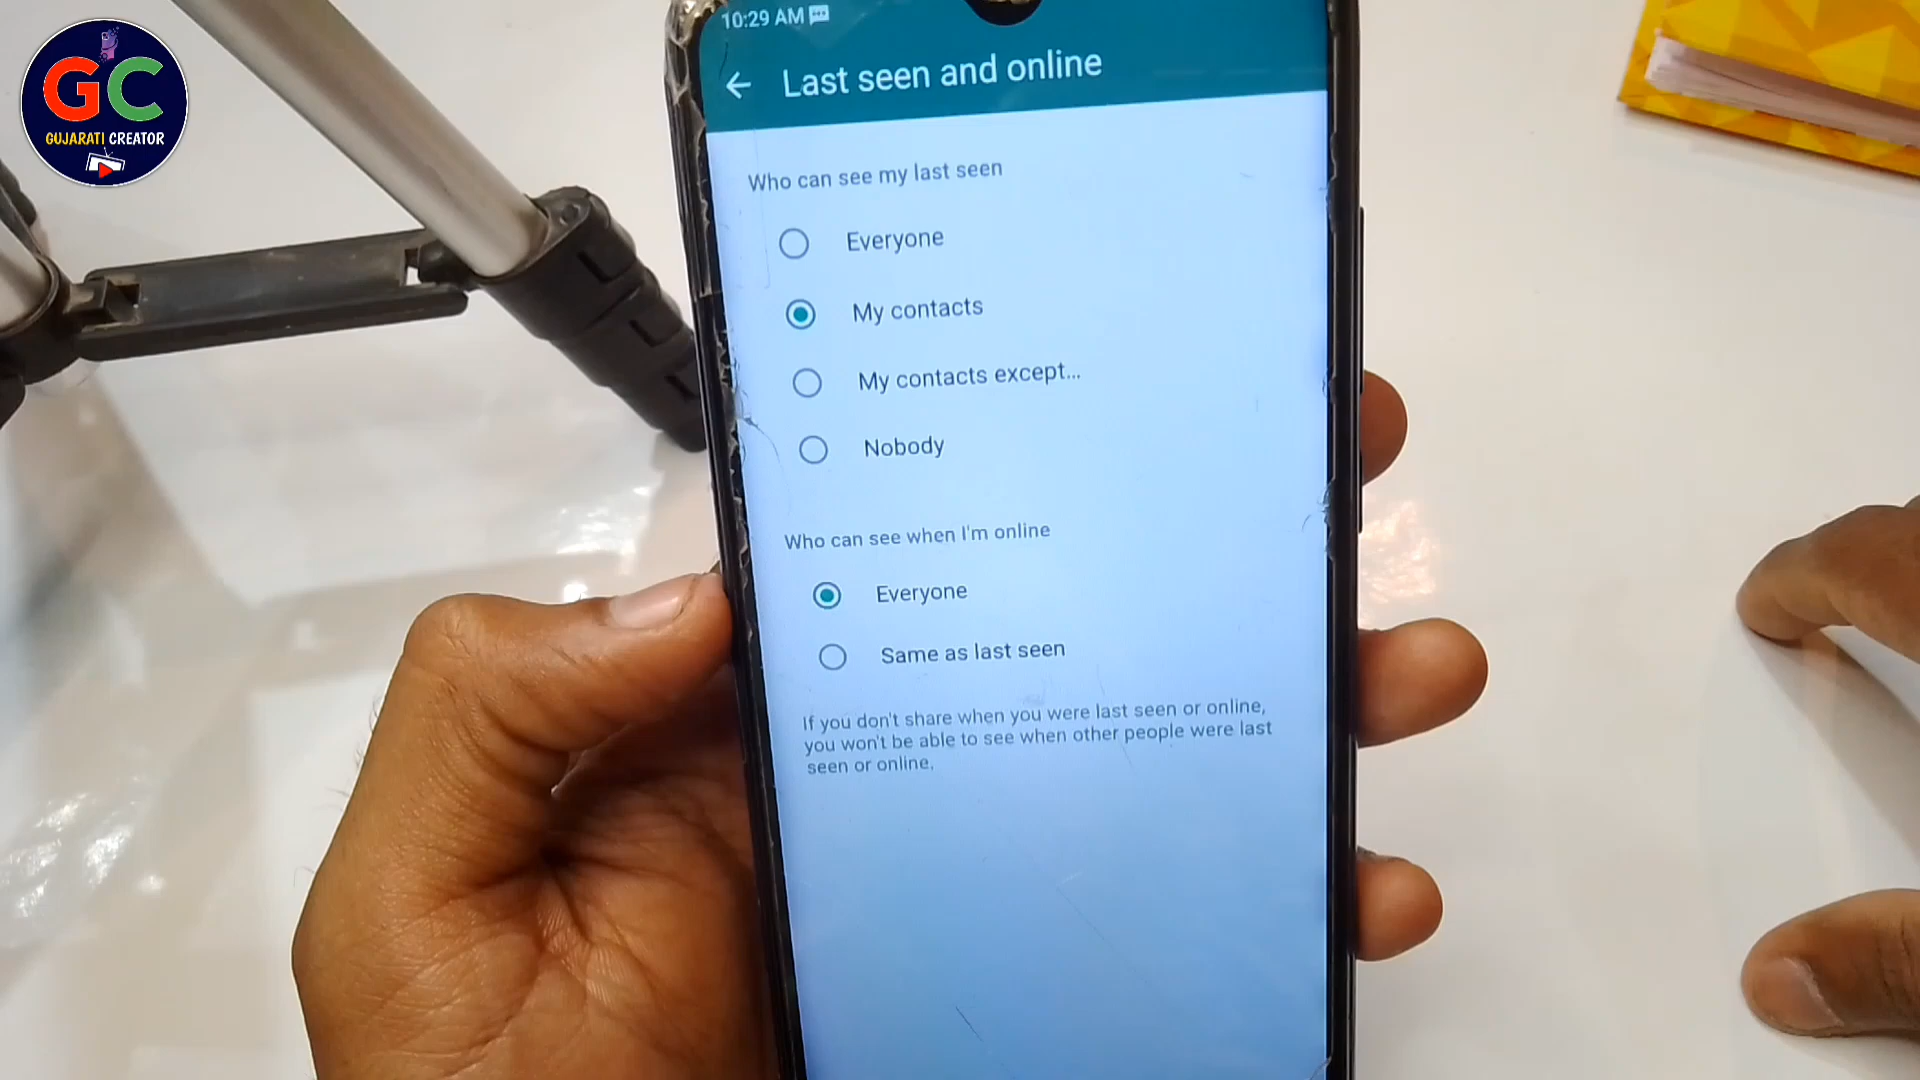 GC
GUJARATI CREATOR
10:29 AM
Last seen and online
Who can see my last seen
Everyone
My contacts
My contacts except...
Nobody
Who can see when I'm online
Everyone
Same as last seen
If you don't share when you were last seen or online,
you won't be able to see when other people were last
seen or online.